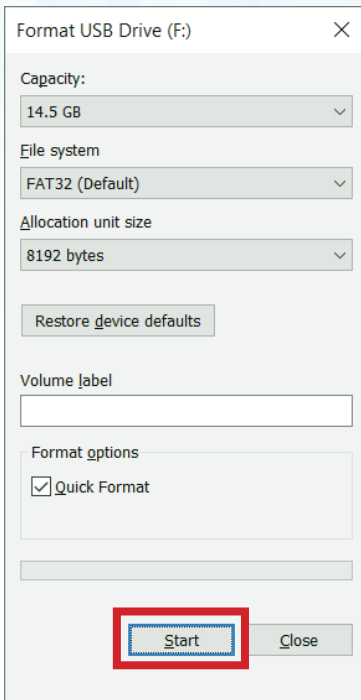 Format USB Drive (F:)
Capacity:
14.5 GB
File system
FAT32 (Default)
Allocation unit size
8192 bytes
Restore device defaults
Volume label
Format options
Quick Format
Start
Close